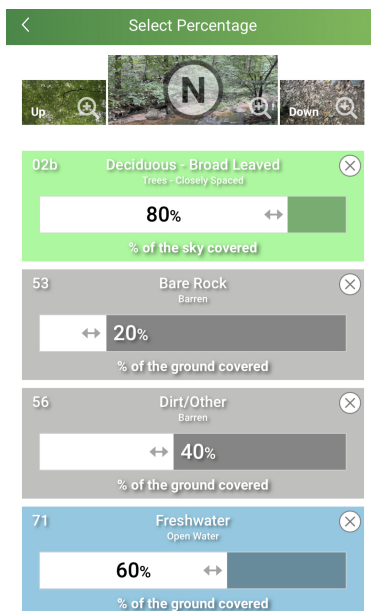 Select Percentage
Up
N
Down
02b
Deciduous - Broad Leaved
Trees - Closely Spaced
80%
% of the sky covered
53
Bare Rock
Barren
20%
% of the ground covered
56
Dirt/Other
Barren
40%
% of the ground covered
71
Freshwater
Open Water
60%
% of the ground covered